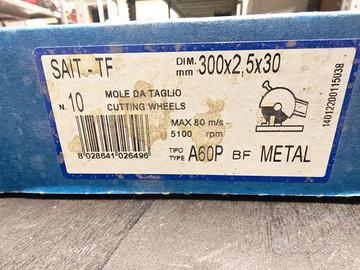 SAIT - TF
DIM. mm 300x2,5x30
N. 10
MOLE DA TAGLIO
CUTTING WHEELS
MAX 80 m/s -
5100 rpm
8 028641 026496
TIPO TYPE A60P BF METAL
14012200115038